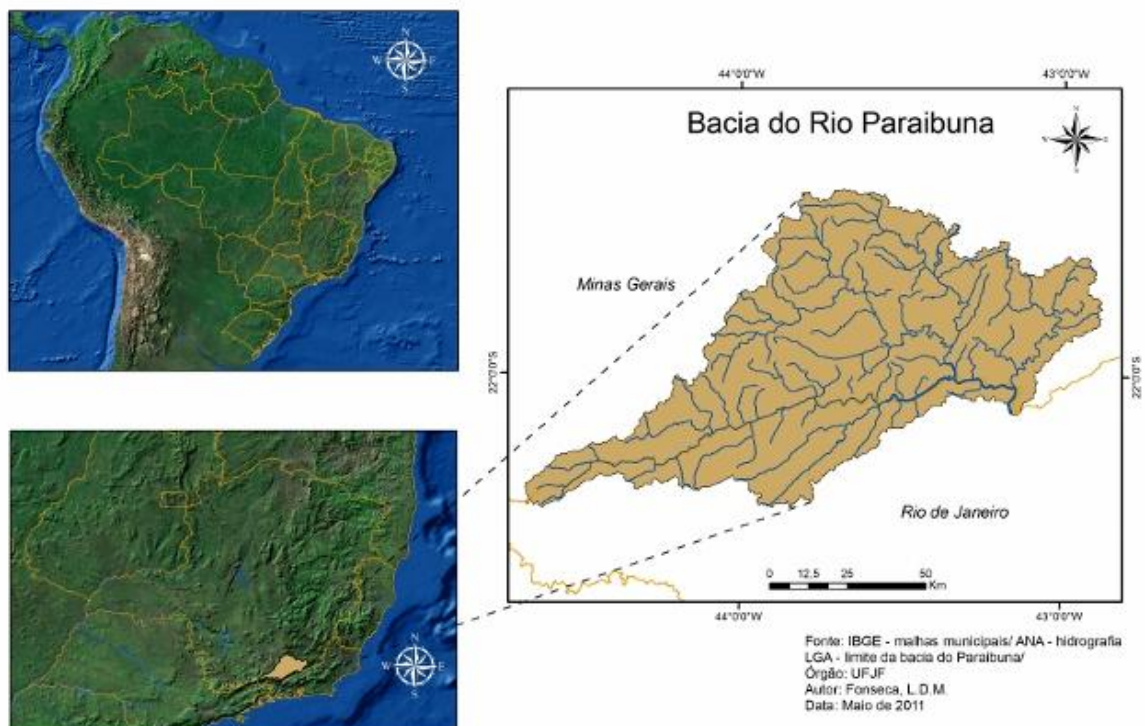 N
W E
S
N
W E
S
44°0'0"W 43°0'0"W
Bacia do Rio Paraibuna
N
Minas Gerais
22°0'0"S 22°0'0"S
Rio de Janeiro
0 12,5 25 50
Km
44°0'0"W 43°0'0"W
Fonte: IBGE - malhas municipais/ ANA - hidrografia
LGA - limite da bacia do Paraibuna/
Órgão: UFJF
Autor: Fonseca, L.D.M.
Data: Maio de 2011